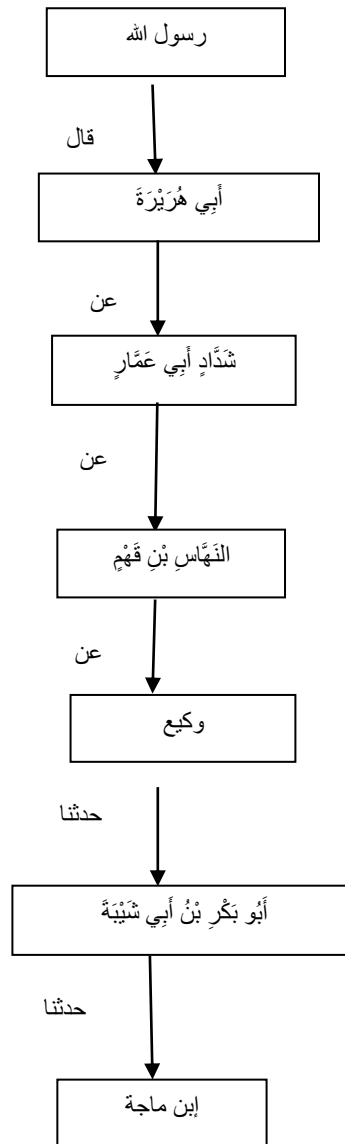 رسول الله
قال
أَبِي هُرَيْرَةَ
عن
شَدَّادٍ أَبِي عَمَّارٍ
عن
النَهَّاسِ بْنِ قَهْمٍ
عن
وكيع
حدثنا
أَبُو بَكْرِ بْنُ أَبِي شَيْبَةَ
حدثنا
إبن ماجة